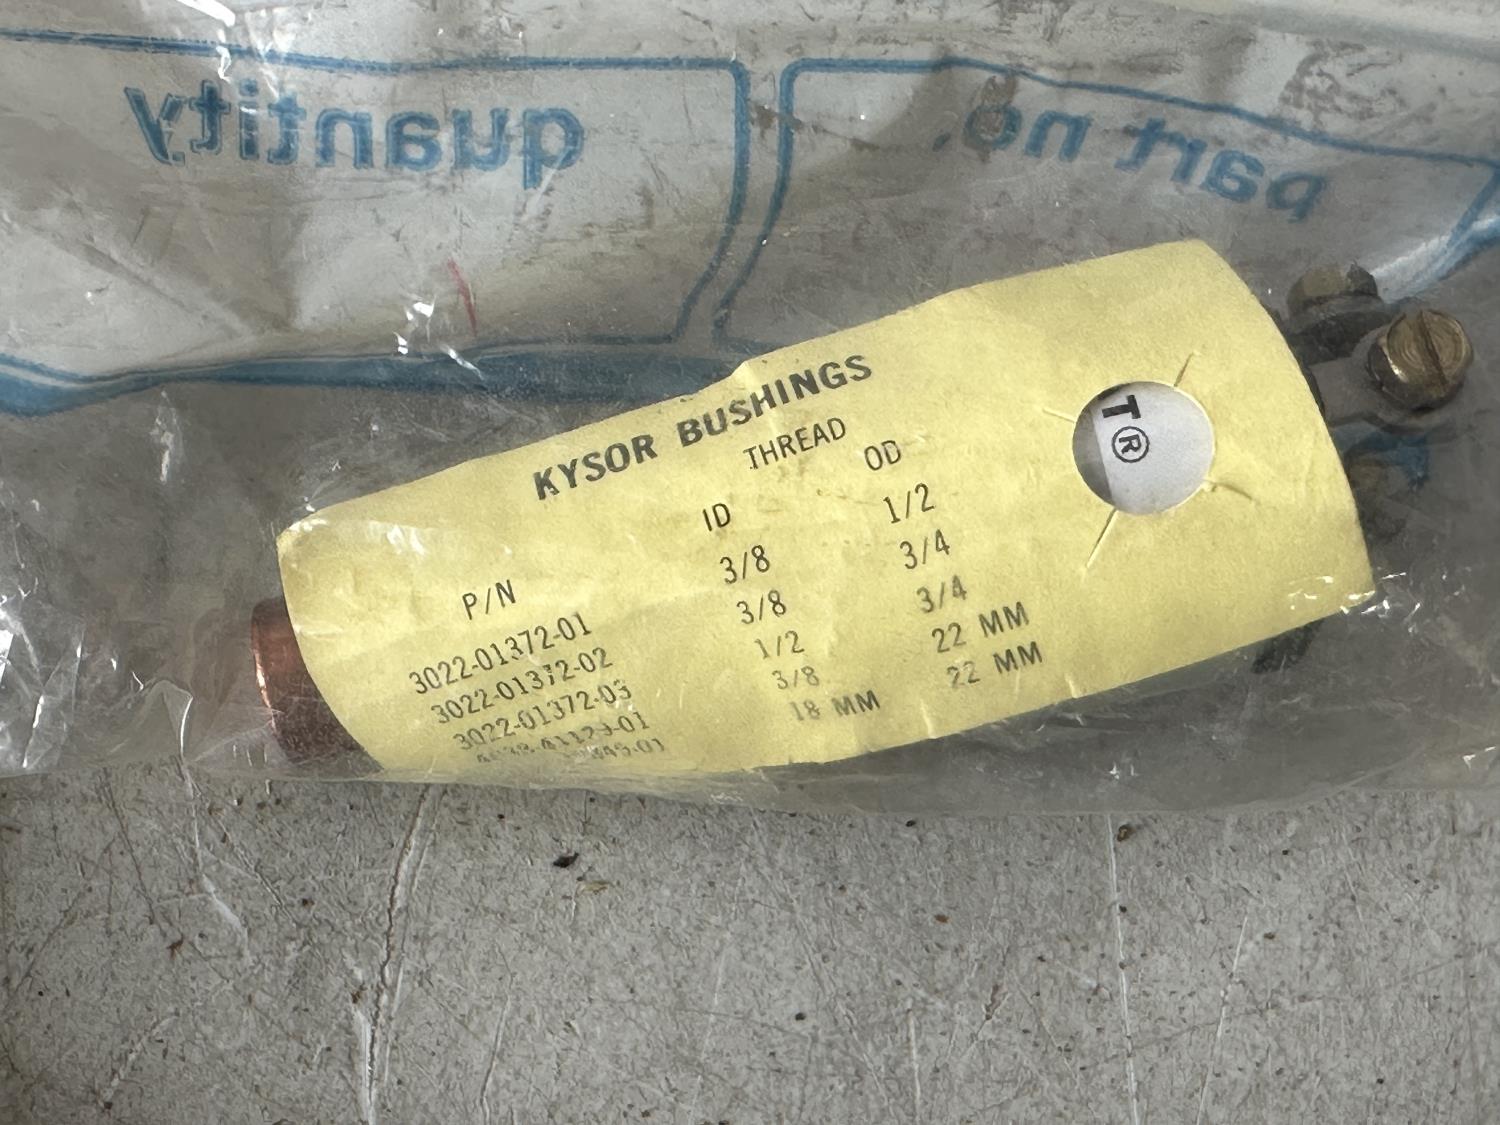 quantity
part no.
KYSOR BUSHINGS
THREAD
P/N ID OD
3022-01372-01 3/8 1/2
3022-01372-02 3/8 3/4
3022-01372-03 1/2 3/4
3/8 22 MM
18 MM 22 MM
T®